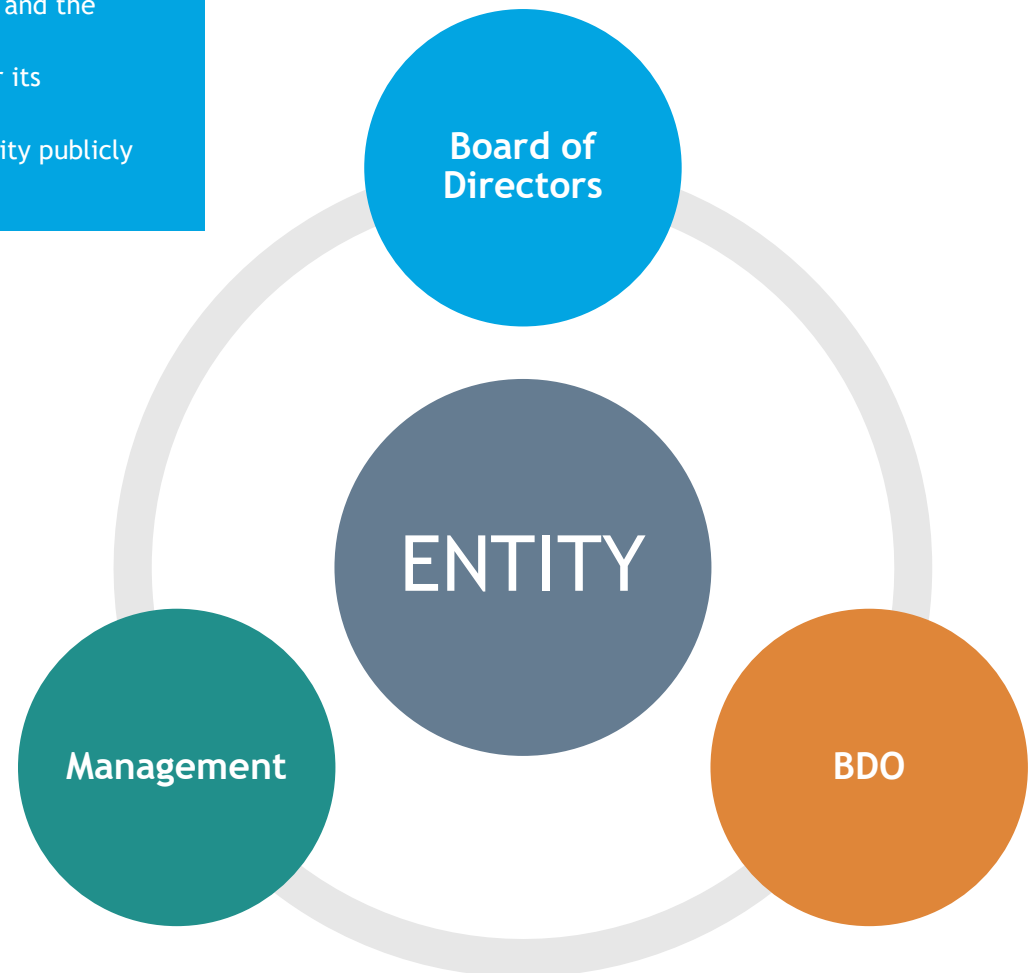 and the
its
ity publicly
Board of
Directors
ENTITY
Management
BDO